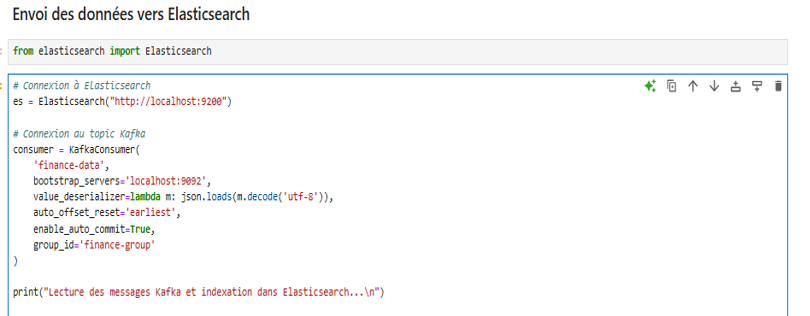 Envoi des données vers Elasticsearch
from elasticsearch import Elasticsearch
# Connexion à Elasticsearch
es = Elasticsearch("http://localhost:9200")
# Connexion au topic Kafka
consumer = KafkaConsumer(
    'finance-data',
    bootstrap_servers='localhost:9092',
    value_deserializer=lambda m: json.loads(m.decode('utf-8')),
    auto_offset_reset='earliest',
    enable_auto_commit=True,
    group_id='finance-group'
)
print("Lecture des messages Kafka et indexation dans Elasticsearch...\n")